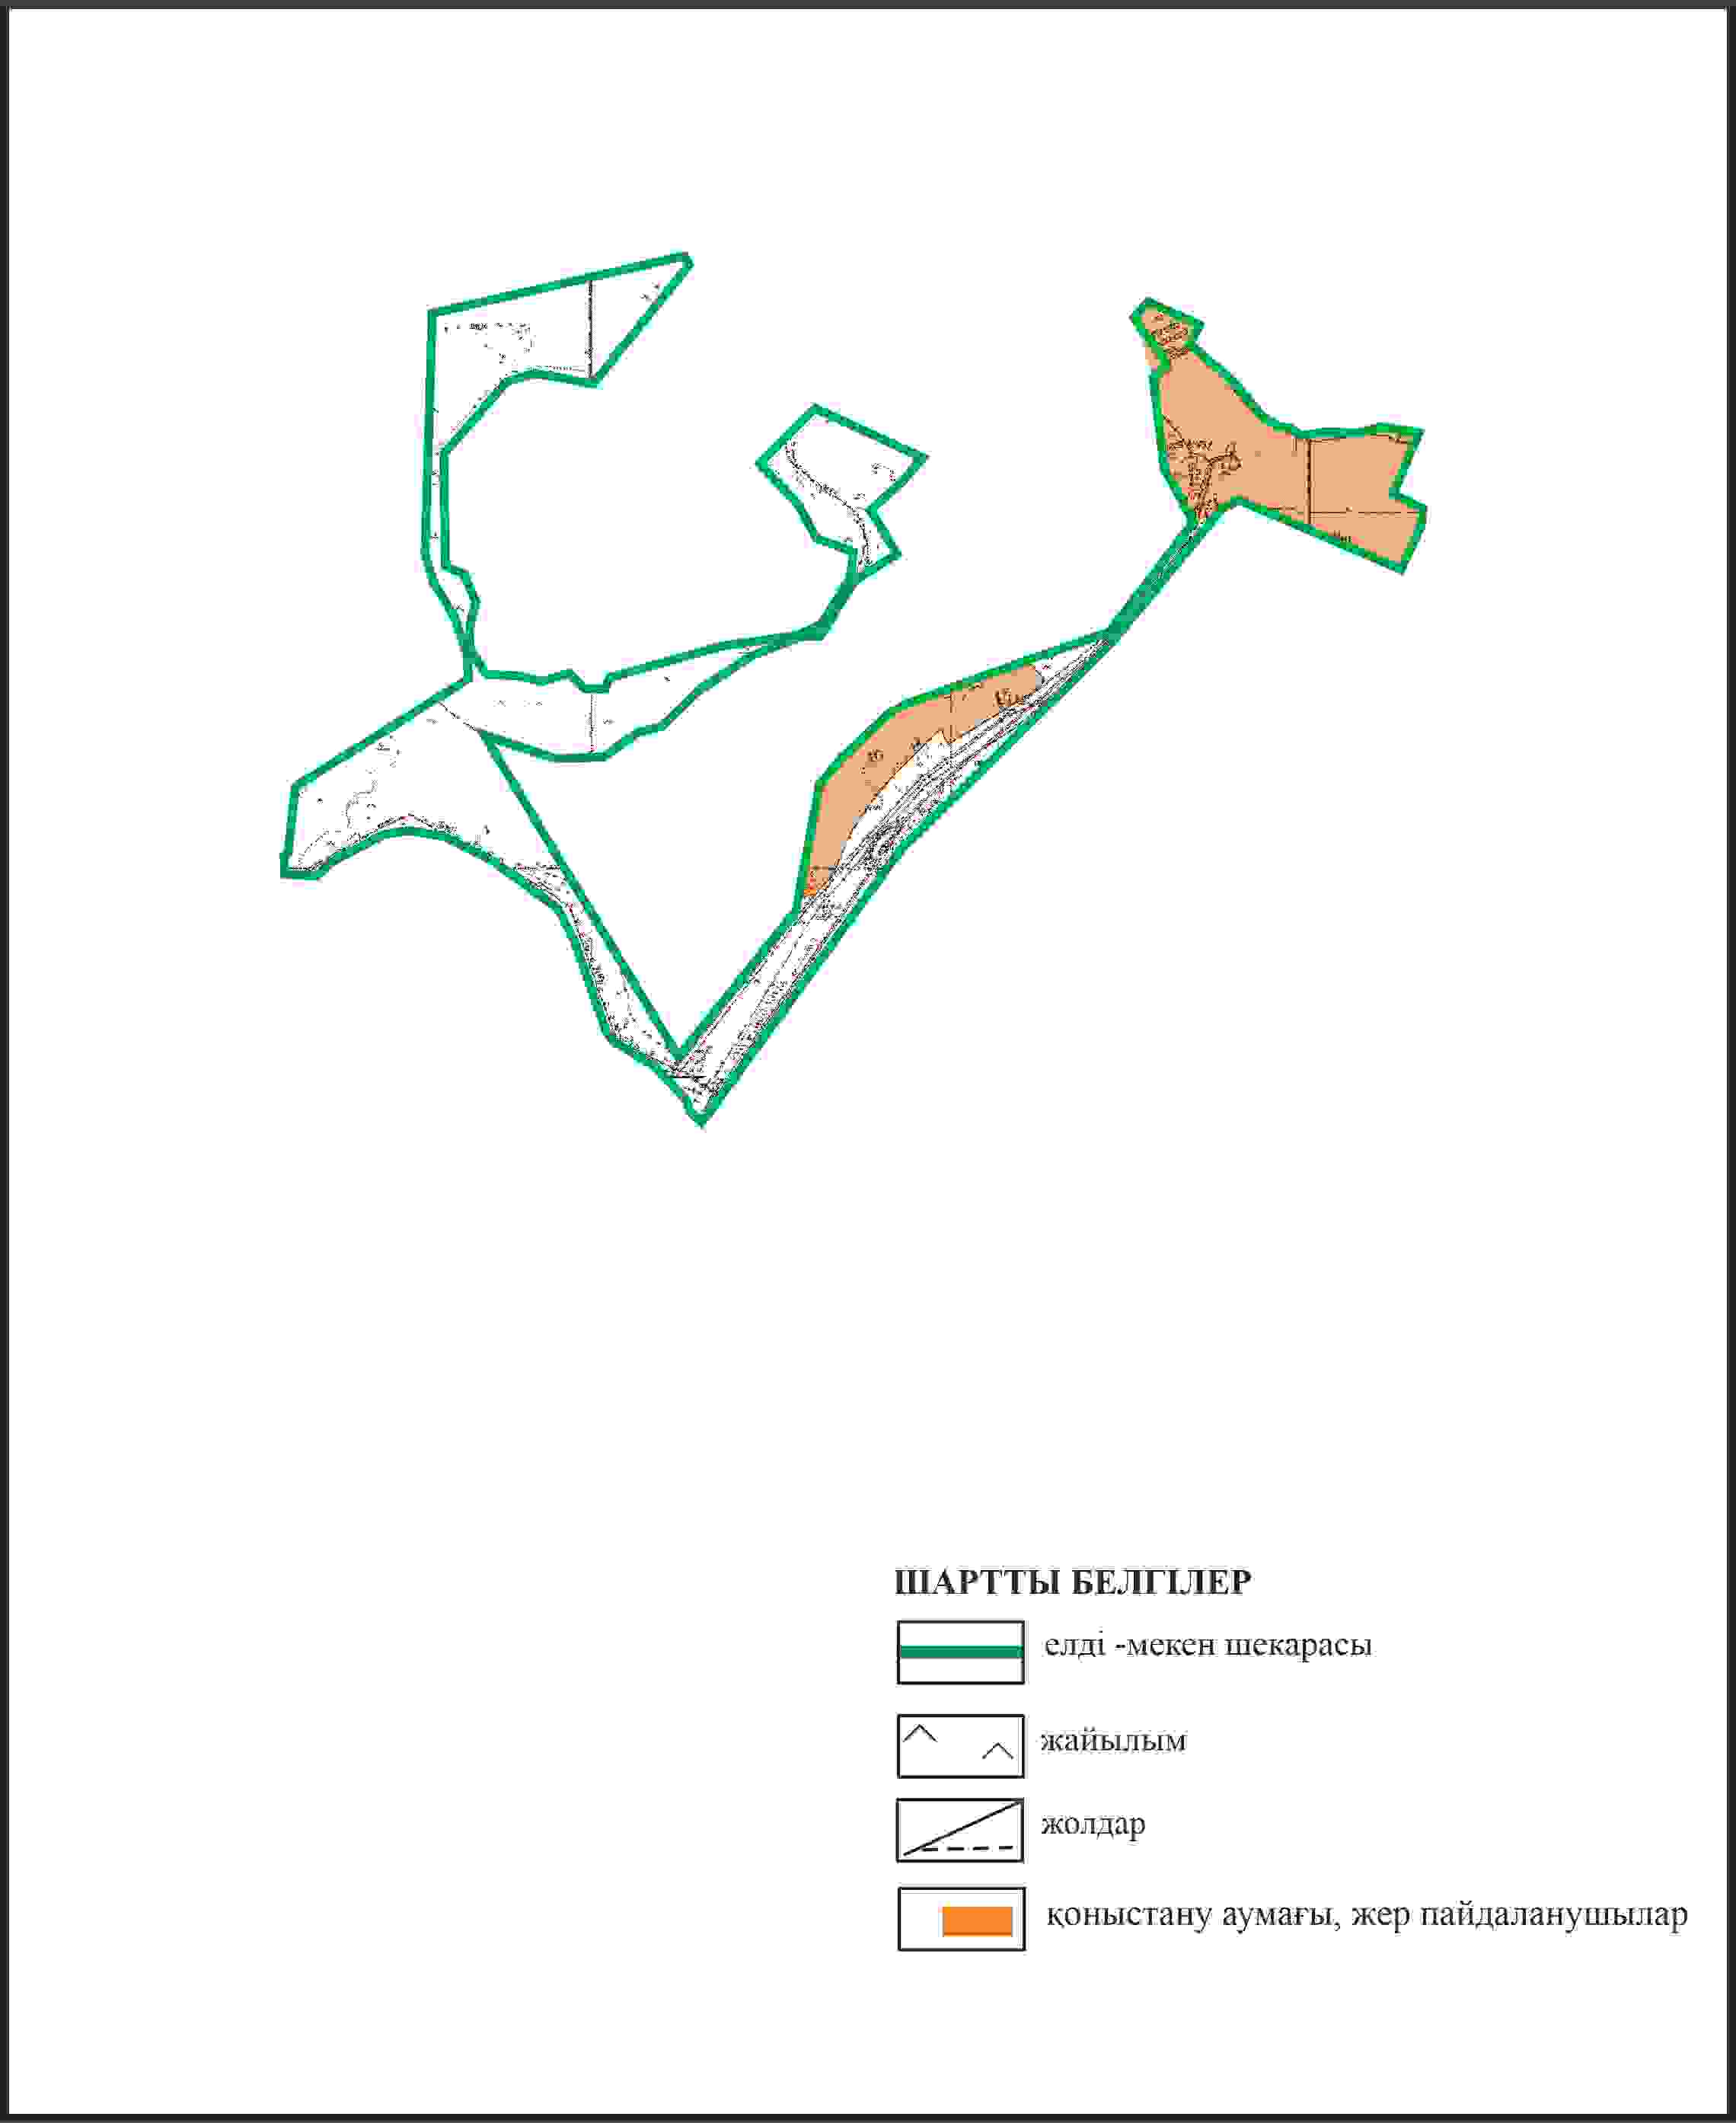 ШАРТТЫ БЕЛГІЛЕР
елді -мекен шекарасы
жайылым
жолдар
қоныстану аумағы, жер пайдаланушылар